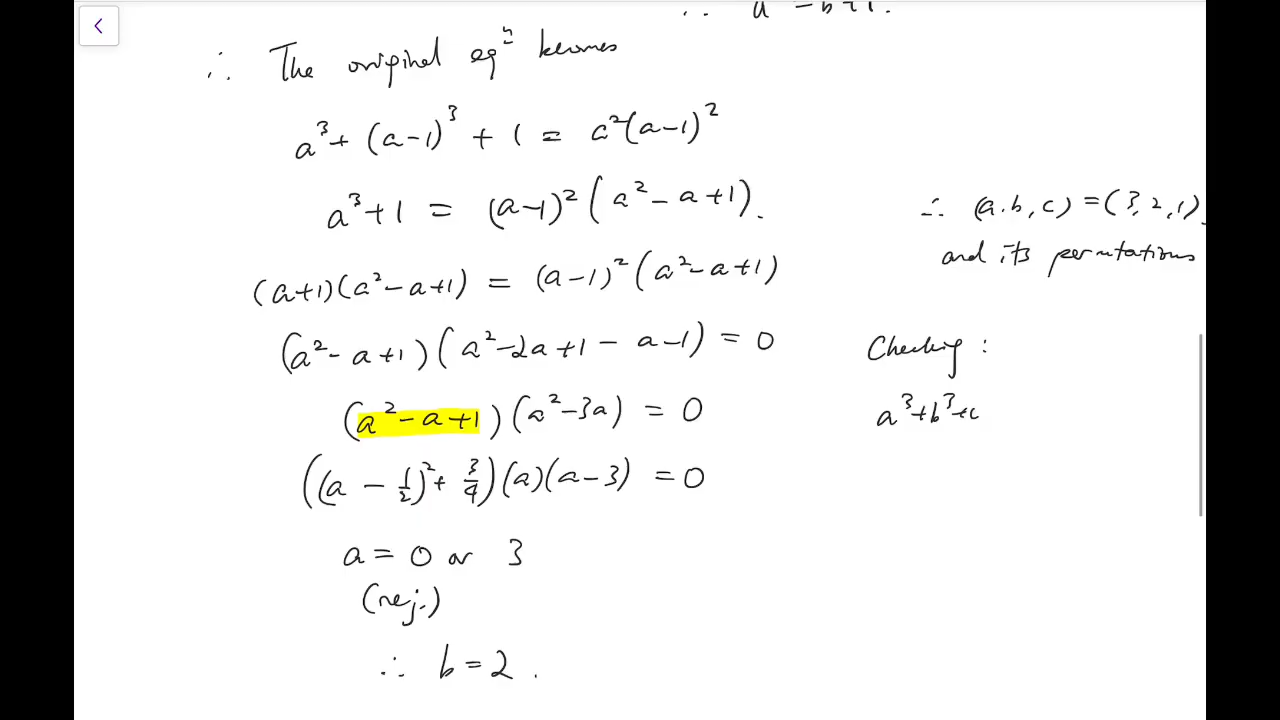 ∴ a = b+1.
∴ The original eqⁿ becomes
a³ + (a-1)³ + 1 = a²(a-1)²
a³ + 1 = (a-1)² (a² - a + 1).
(a+1)(a² - a + 1) = (a-1)² (a² - a + 1)
(a² - a + 1)(a² - 2a + 1 - a - 1) = 0
(a² - a + 1)(a² - 3a) = 0
((a - 1/2)² + 3/4)(a)(a - 3) = 0
a = 0 or 3
(rej.)
∴ b = 2.
∴ (a, b, c) = (3, 2, 1)
and its permutations
Checking :
a³+b³+c